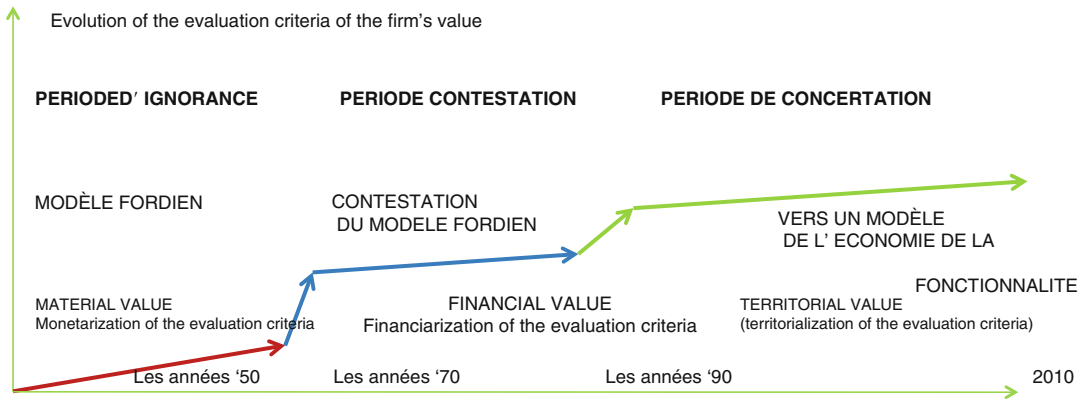 Evolution of the evaluation criteria of the firm's value
PERIODED′ IGNORANCE
PERIODE CONTESTATION
PERIODE DE CONCERTATION
MODÈLE FORDIEN
CONTESTATION
DU MODELE FORDIEN
VERS UN MODÈLE
DE L' ECONOMIE DE LA
FONCTIONNALITE
MATERIAL VALUE
Monetarization of the evaluation criteria
FINANCIAL VALUE
Financiarization of the evaluation criteria
TERRITORIAL VALUE
(territorialization of the evaluation criteria)
Les années ‘50
Les années ‘70
Les années ‘90
2010